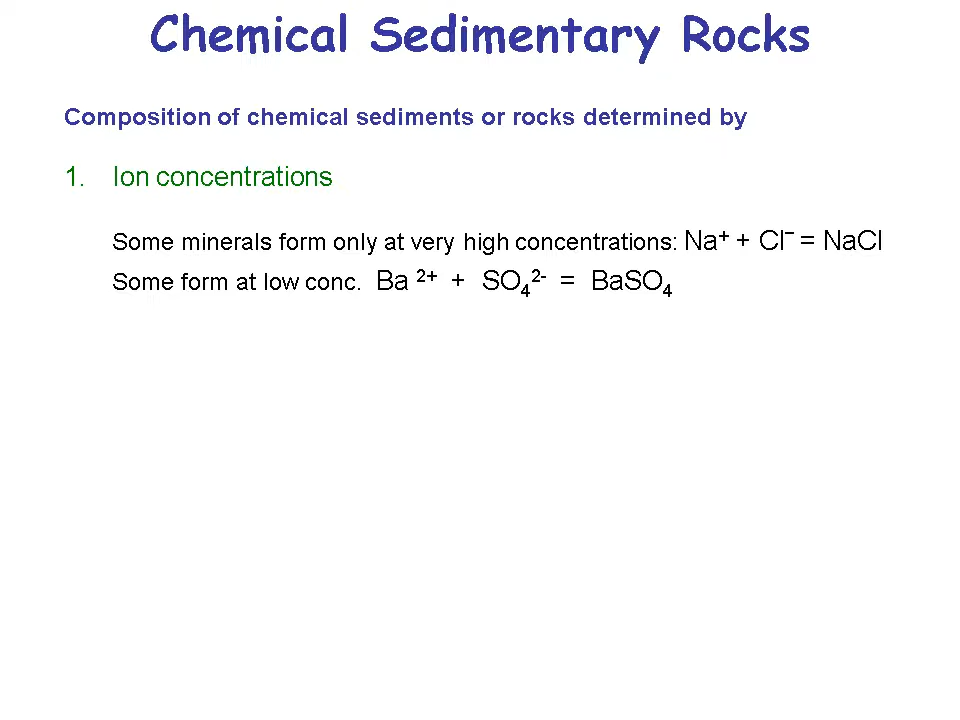 Chemical Sedimentary Rocks
Composition of chemical sediments or rocks determined by
1. Ion concentrations
Some minerals form only at very high concentrations: Na⁺ + Cl⁻ = NaCl
Some form at low conc. Ba ²⁺ + SO₄²⁻ = BaSO₄